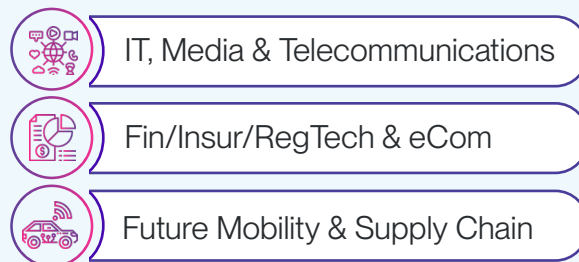 IT, Media & Telecommunications
Fin/Insur/RegTech & eCom
Future Mobility & Supply Chain